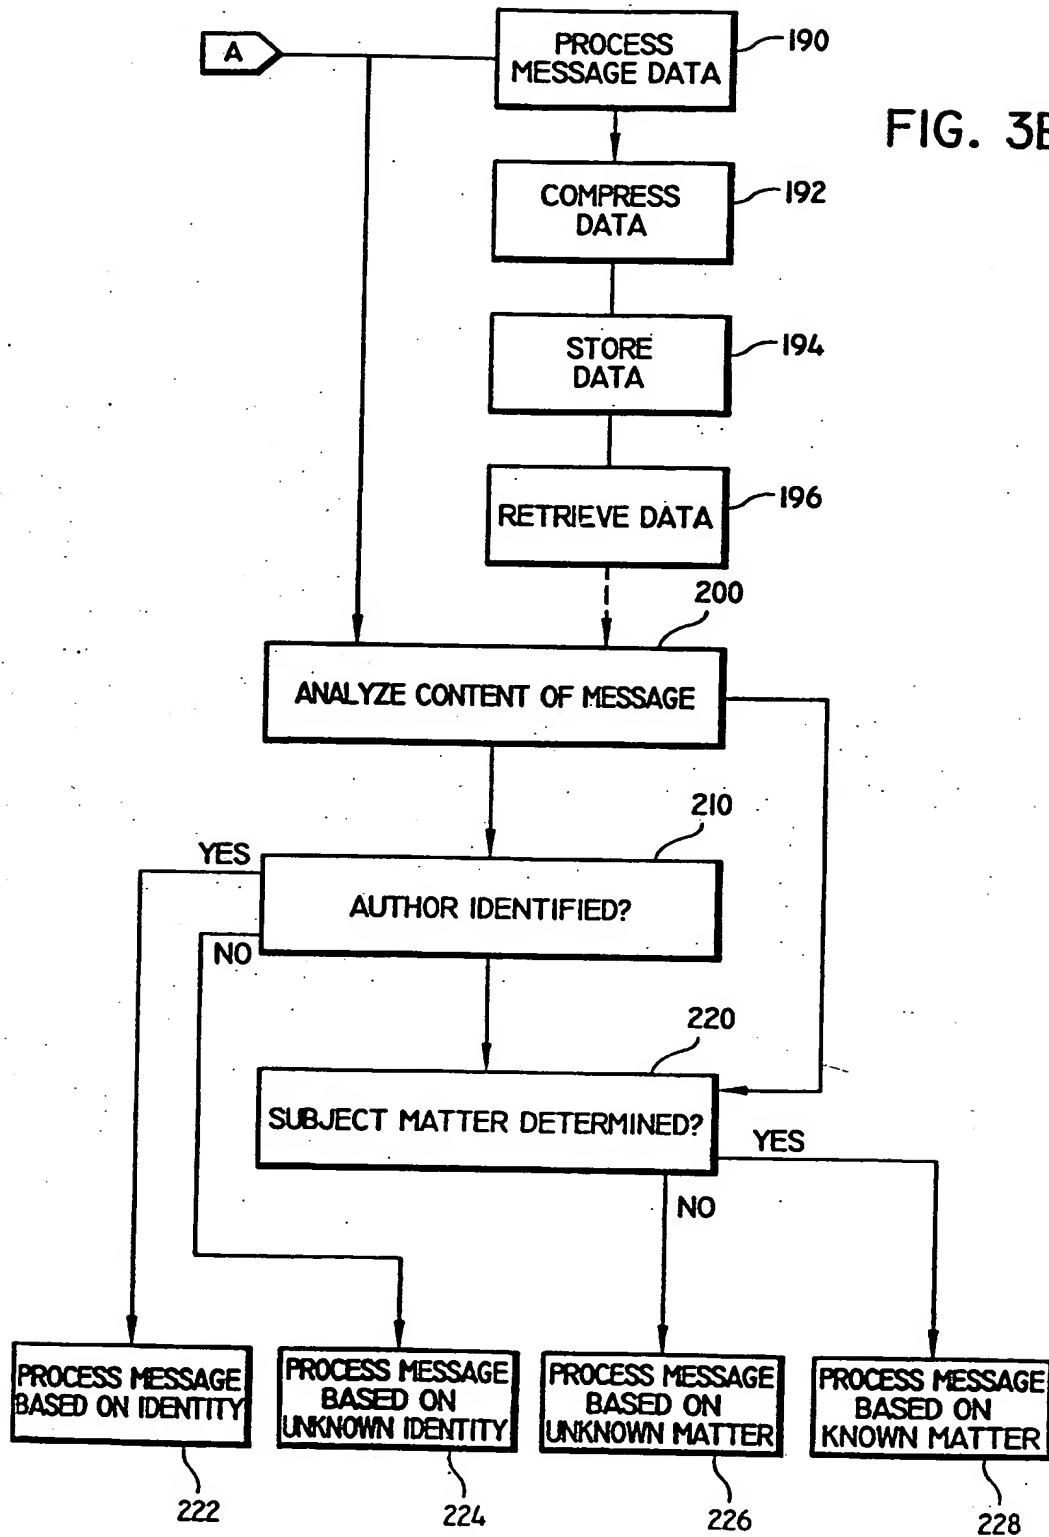 A
PROCESS
MESSAGE DATA
190
FIG. 3B
COMPRESS
DATA
192
STORE
DATA
194
RETRIEVE DATA
196
200
ANALYZE CONTENT OF MESSAGE
210
YES
AUTHOR IDENTIFIED?
NO
220
SUBJECT MATTER DETERMINED?
YES
NO
PROCESS MESSAGE
BASED ON IDENTITY
PROCESS MESSAGE
BASED ON
UNKNOWN IDENTITY
PROCESS MESSAGE
BASED ON
UNKNOWN MATTER
PROCESS MESSAGE
BASED ON
KNOWN MATTER
222
224
226
228